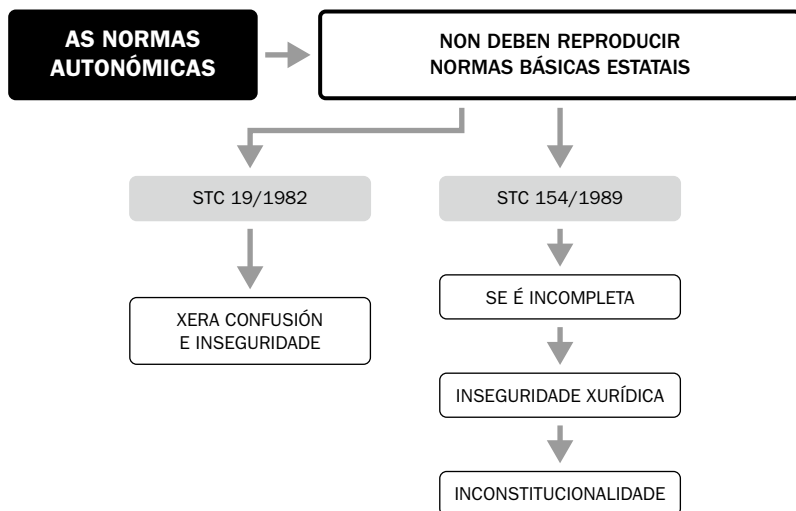 AS NORMAS
AUTONÓMICAS
NON DEBEN REPRODUCIR
NORMAS BÁSICAS ESTATAIS
STC 19/1982
XERA CONFUSIÓN
E INSEGURIDADE
STC 154/1989
SE É INCOMPLETA
INSEGURIDADE XURÍDICA
INCONSTITUCIONALIDADE